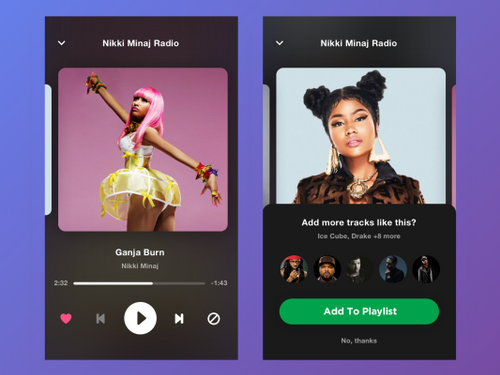 Nikki Minaj Radio
Ganja Burn
Nikki Minaj
2:32
-1:43
Nikki Minaj Radio
Add more tracks like this?
Ice Cube, Drake +8 more
Add To Playlist
No, thanks